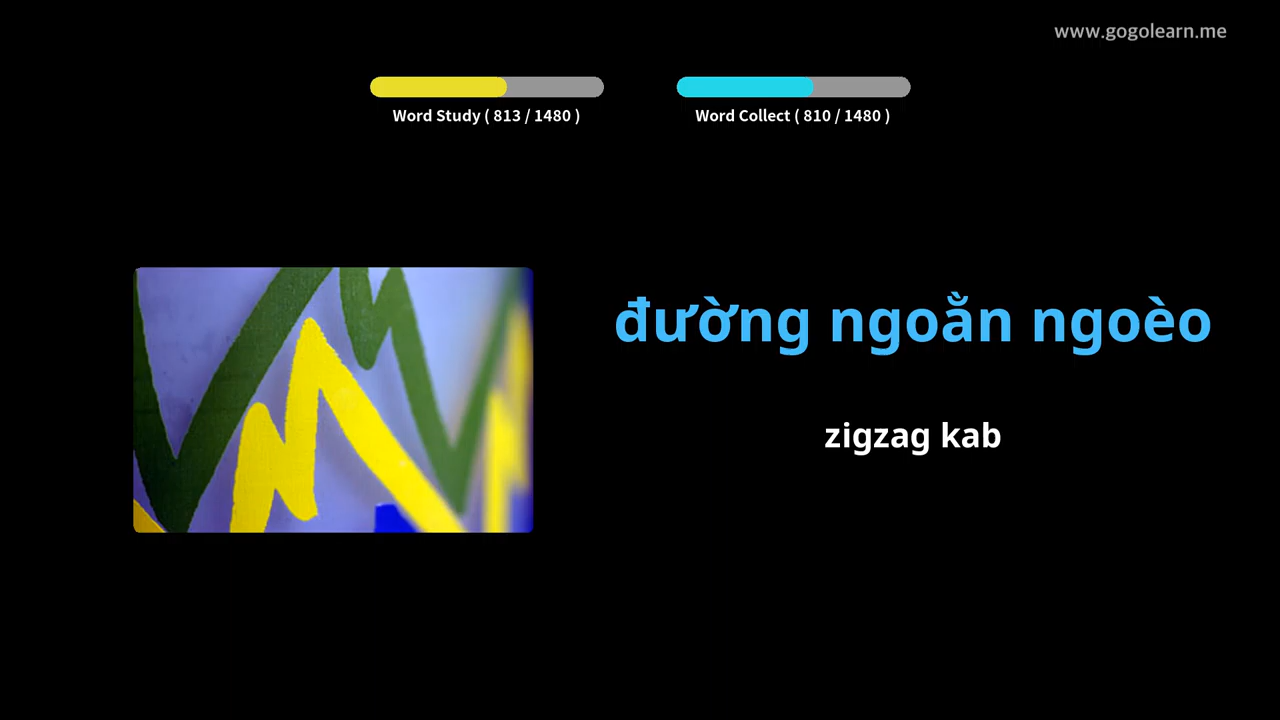 www.gogolearn.me
Word Study ( 813 / 1480 )
Word Collect ( 810 / 1480 )
đường ngoằn ngoèo
zigzag kab